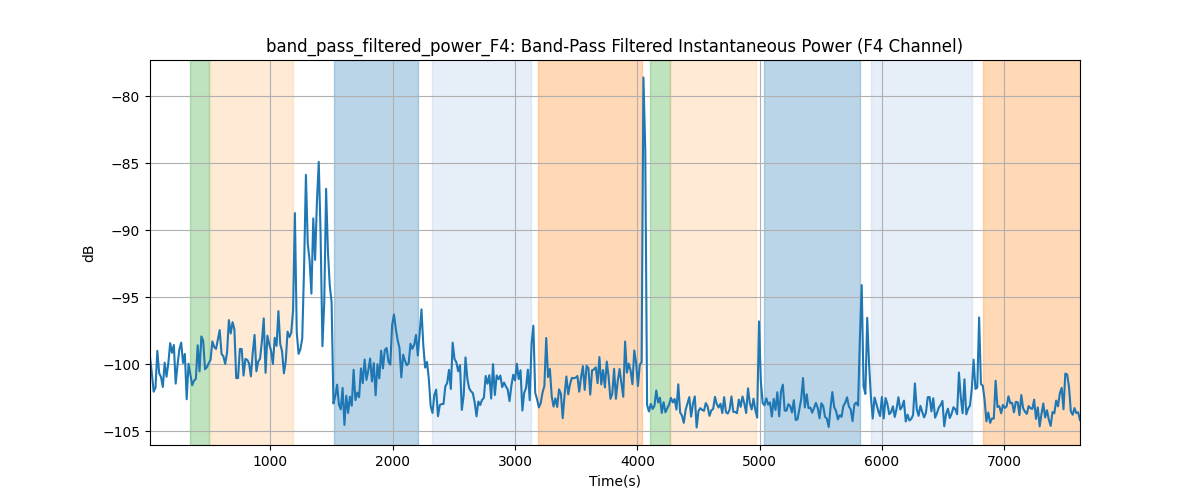 band_pass_filtered_power_F4: Band-Pass Filtered Instantaneous Power (F4 Channel)
−80
−85
−90
−95
−100
−105
dB
1000 2000 3000 4000 5000 6000 7000
Time(s)